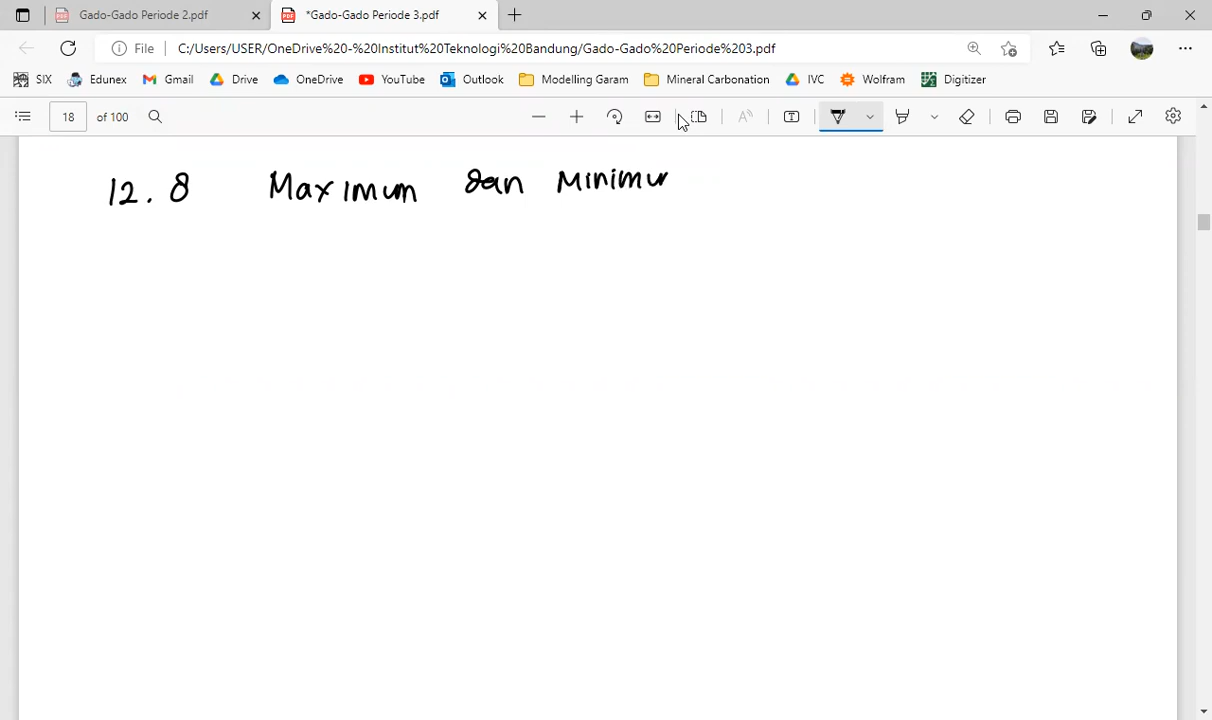 Gado-Gado Periode 2.pdf
*Gado-Gado Periode 3.pdf
File C:/Users/USER/OneDrive%20-%20Institut%20Teknologi%20Bandung/Gado-Gado%20Periode%203.pdf
SIX Edunex Gmail Drive OneDrive YouTube Outlook Modelling Garam Mineral Carbonation IVC Wolfram Digitizer
18 of 100
12.8 Maximum dan Minimu